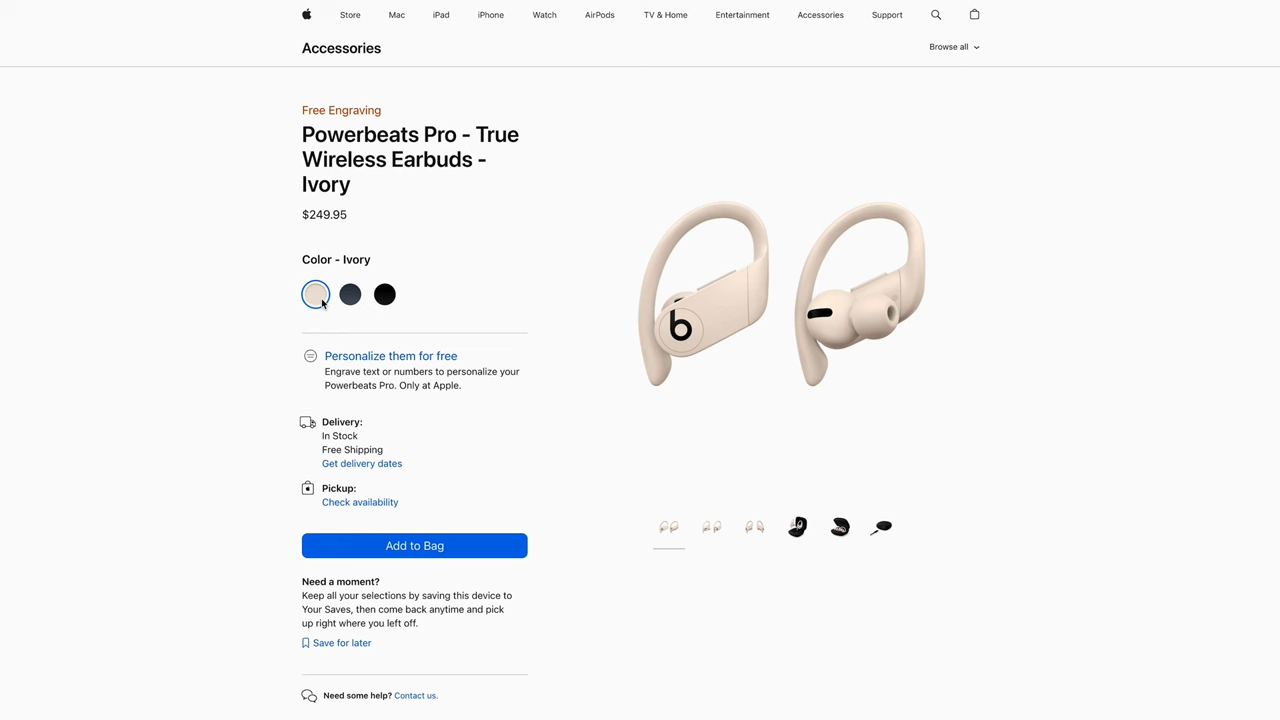 Store
Mac
iPad
iPhone
Watch
AirPods
TV & Home
Entertainment
Accessories
Support
Accessories
Browse all
Free Engraving
Powerbeats Pro - True
Wireless Earbuds -
Ivory
$249.95
Color - Ivory
Personalize them for free
Engrave text or numbers to personalize your
Powerbeats Pro. Only at Apple.
Delivery:
In Stock
Free Shipping
Get delivery dates
Pickup:
Check availability
Add to Bag
Need a moment?
Keep all your selections by saving this device to
Your Saves, then come back anytime and pick
up right where you left off.
Save for later
Need some help? Contact us.
b